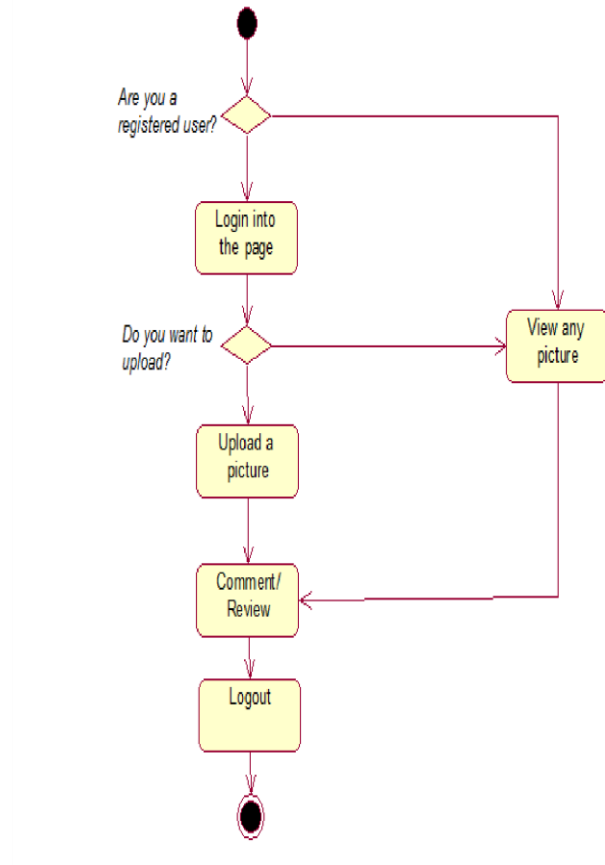 Are you a
registered user?
Login into
the page
Do you want to
upload?
View any
picture
Upload a
picture
Comment/
Review
Logout